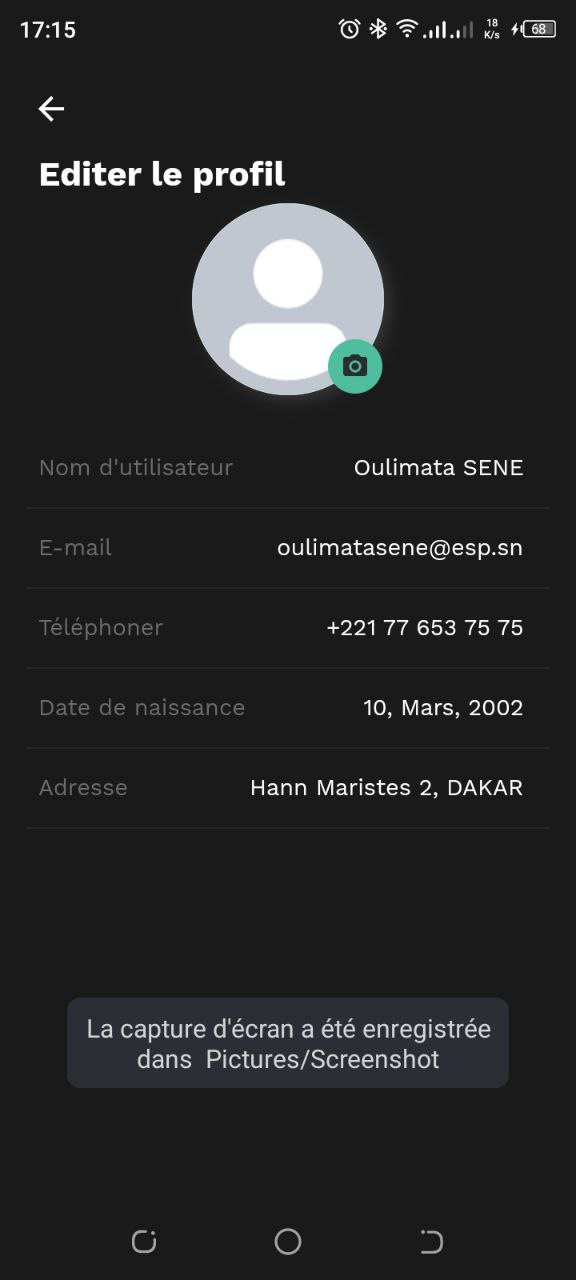 17:15
18
K/s
68
Editer le profil
Nom d'utilisateur Oulimata SENE
E-mail oulimatasene@esp.sn
Téléphoner +221 77 653 75 75
Date de naissance 10, Mars, 2002
Adresse Hann Maristes 2, DAKAR
La capture d'écran a été enregistrée
dans Pictures/Screenshot